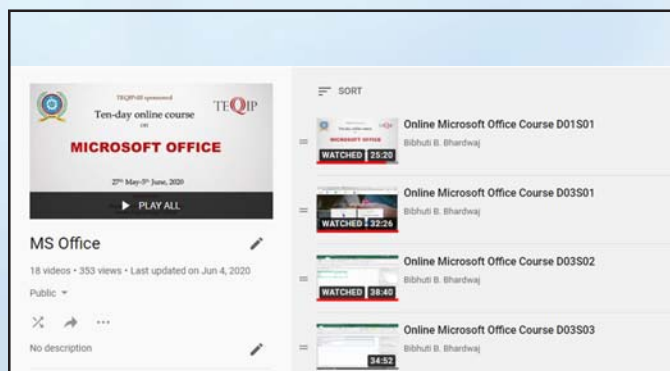 TEQIP-III sponsored
Ten-day online course
on
TEQIP
MICROSOFT OFFICE
27th May-5th June, 2020
PLAY ALL
MS Office
18 videos • 353 views • Last updated on Jun 4, 2020
Public
No description
SORT
Online Microsoft Office Course D01S01
Bibhuti B. Bhardwaj
WATCHED 25:20
Online Microsoft Office Course D03S01
Bibhuti B. Bhardwaj
WATCHED 32:26
Online Microsoft Office Course D03S02
Bibhuti B. Bhardwaj
WATCHED 38:40
Online Microsoft Office Course D03S03
Bibhuti B. Bhardwaj
34:52